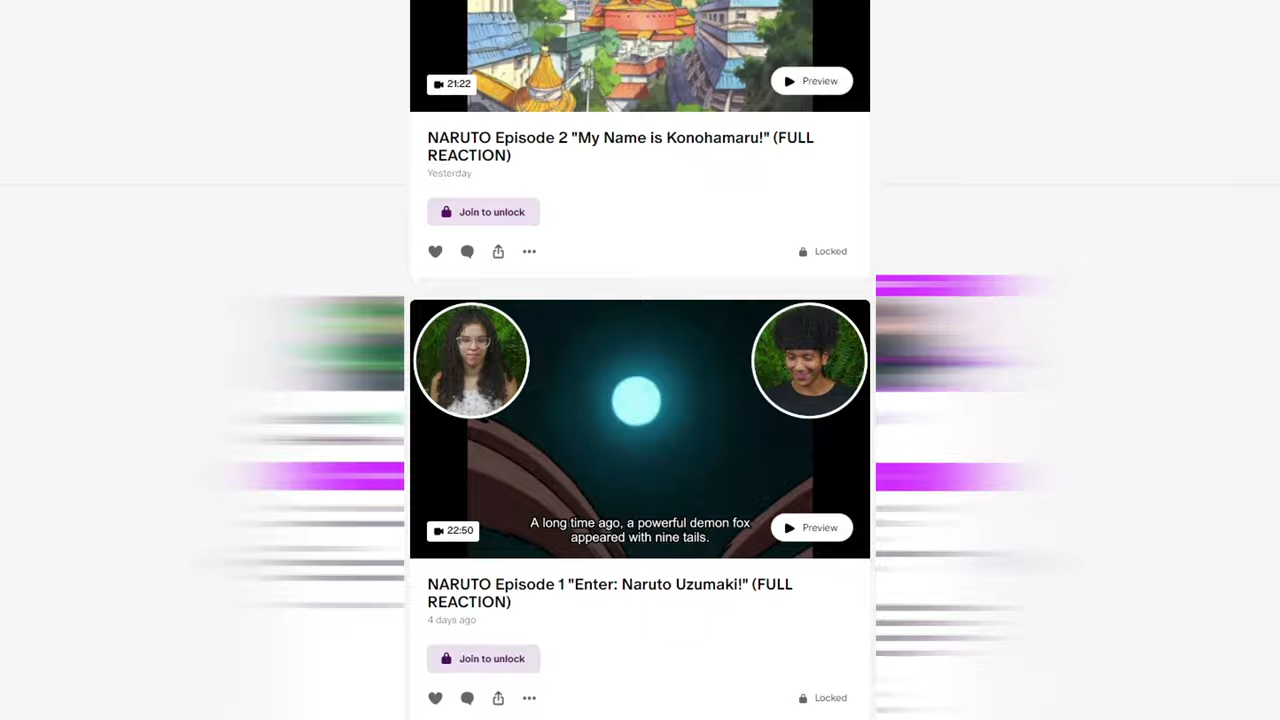 21:22
Preview
NARUTO Episode 2 "My Name is Konohamaru!" (FULL
REACTION)
Yesterday
Join to unlock
Locked
A long time ago, a powerful demon fox
appeared with nine tails.
22:50
Preview
NARUTO Episode 1 "Enter: Naruto Uzumaki!" (FULL
REACTION)
4 days ago
Join to unlock
Locked